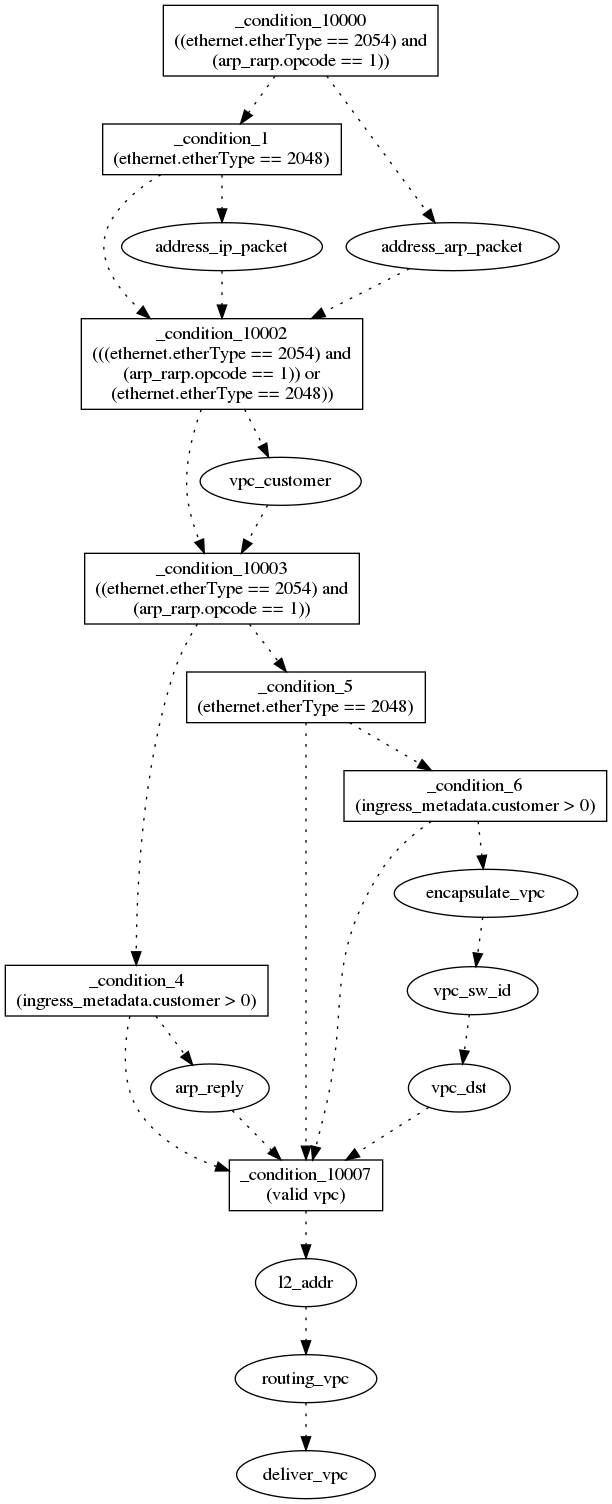 _condition_10000
((ethernet.etherType == 2054) and
(arp_rarp.opcode == 1))
_condition_1
(ethernet.etherType == 2048)
address_ip_packet
address_arp_packet
_condition_10002
(((ethernet.etherType == 2054) and
(arp_rarp.opcode == 1)) or
(ethernet.etherType == 2048))
vpc_customer
_condition_10003
((ethernet.etherType == 2054) and
(arp_rarp.opcode == 1))
_condition_5
(ethernet.etherType == 2048)
_condition_6
(ingress_metadata.customer > 0)
encapsulate_vpc
_condition_4
(ingress_metadata.customer > 0)
vpc_sw_id
arp_reply
vpc_dst
_condition_10007
(valid vpc)
l2_addr
routing_vpc
deliver_vpc